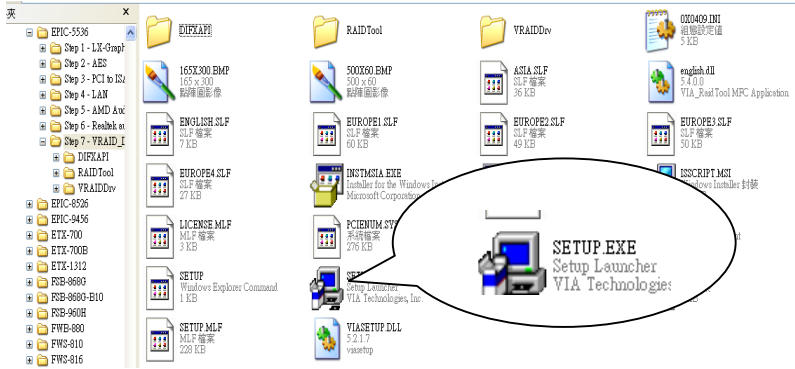 夾 ×
EPIC-5536
Step 1 - LX-Graph
Step 2 - AES
Step 3 - PCI to ISA
Step 4 - LAN
Step 5 - AMD Aud
Step 6 - Realtek au
Step 7 - VRAID_D
DIFXAPI
RAIDTool
VRAIDDrv
EPIC-8526
EPIC-9456
ETX-700
ETX-700B
ETX-1312
FSB-868G
FSB-868G-B10
FSB-960H
FWB-880
FWS-810
FWS-816
DIFXAPI
RAIDTool
VRAIDDrv
0X0409.INI
組態設定值
5 KB
165X300.BMP
165 x 300
點陣圖影像
500X60.BMP
500 x 60
點陣圖影像
ASIA.SLF
SLF 檔案
36 KB
english.dll
5.4.0.0
VIA_RaidTool MFC Application
ENGLISH.SLF
SLF 檔案
7 KB
EUROPE1.SLF
SLF 檔案
60 KB
EUROPE2.SLF
SLF 檔案
49 KB
EUROPE3.SLF
SLF 檔案
50 KB
EUROPE4.SLF
SLF 檔案
27 KB
INSTMSIA.EXE
Installer for the Windows In
Microsoft Corporation
ISSCRIPT.MSI
Windows Installer 封裝
LICENSE.MLF
MLF 檔案
3 KB
PCIENUM.SYS
系統檔案
276 KB
SETUP
Windows Explorer Command
1 KB
Setup Launcher
VIA Technologies, Inc.
KB
SETUP.MLF
MLF 檔案
228 KB
VIASETUP.DLL
5.2.1.7
viasetup
SETUP.EXE
Setup Launcher
VIA Technologies